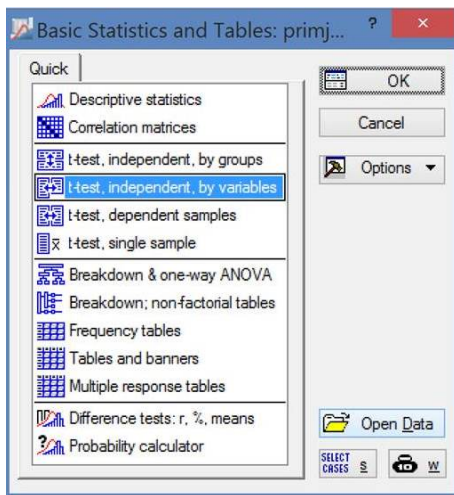 Basic Statistics and Tables: primj... ?
Quick
Descriptive statistics
Correlation matrices
t-test, independent, by groups
t-test, independent, by variables
t-test, dependent samples
t-test, single sample
Breakdown & one-way ANOVA
Breakdown; non-factorial tables
Frequency tables
Tables and banners
Multiple response tables
Difference tests: r, %, means
Probability calculator
OK
Cancel
Options
Open Data
SELECT CASES S W